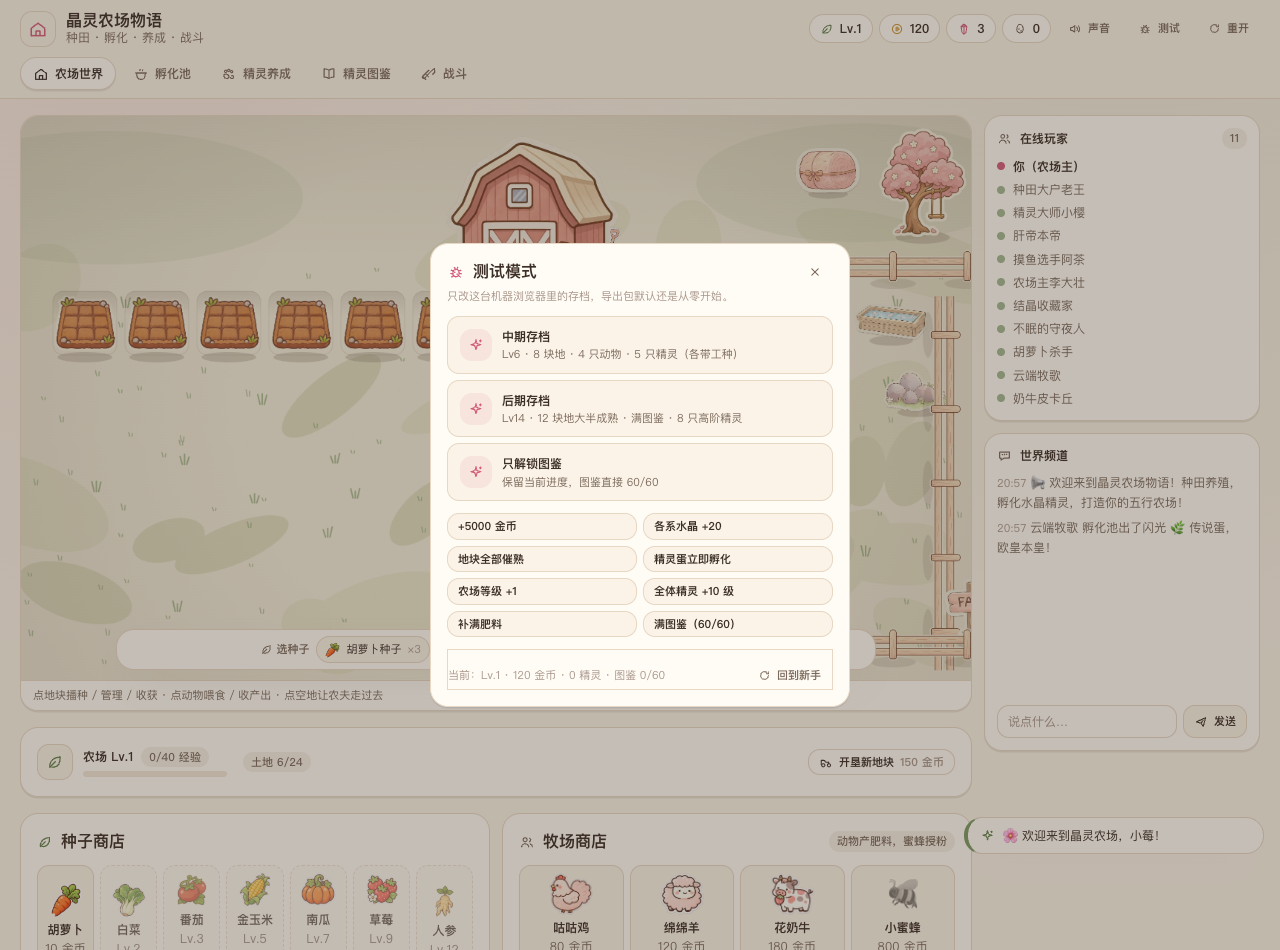 晶灵农场物语
种田 · 孵化 · 养成 · 战斗
Lv.1
120
3
0
声音
测试
重开
农场世界
孵化池
精灵养成
精灵图鉴
战斗
在线玩家
11
你（农场主）
种田大户老王
精灵大师小樱
肝帝本帝
摸鱼选手阿茶
农场主李大壮
结晶收藏家
不眠的守夜人
胡萝卜杀手
云端牧歌
奶牛皮卡丘
世界频道
20:57 欢迎来到晶灵农场物语！种田养殖，
孵化水晶精灵，打造你的五行农场！
20:57 云端牧歌 孵化池出了闪光 🌿 传说蛋，
欧皇本皇！
说点什么…
发送
测试模式
只改这台机器浏览器里的存档，导出包默认还是从零开始。
中期存档
Lv6 · 8 块地 · 4 只动物 · 5 只精灵（各带工种）
后期存档
Lv14 · 12 块地大半成熟 · 满图鉴 · 8 只高阶精灵
只解锁图鉴
保留当前进度，图鉴直接 60/60
+5000 金币
各系水晶 +20
地块全部催熟
精灵蛋立即孵化
农场等级 +1
全体精灵 +10 级
补满肥料
满图鉴（60/60）
当前：Lv.1 · 120 金币 · 0 精灵 · 图鉴 0/60
回到新手
选种子
胡萝卜种子 ×3
FA
点地块播种 / 管理 / 收获 · 点动物喂食 / 收产出 · 点空地让农夫走过去
农场 Lv.1
0/40 经验
土地 6/24
开垦新地块 150 金币
种子商店
胡萝卜
10 金币
白菜
Lv.2
番茄
Lv.3
金玉米
Lv.5
南瓜
Lv.7
草莓
Lv.9
人参
Lv.12
牧场商店
动物产肥料，蜜蜂授粉
咕咕鸡
80 金币
绵绵羊
120 金币
花奶牛
180 金币
小蜜蜂
800 金币
🌸 欢迎来到晶灵农场，小莓！